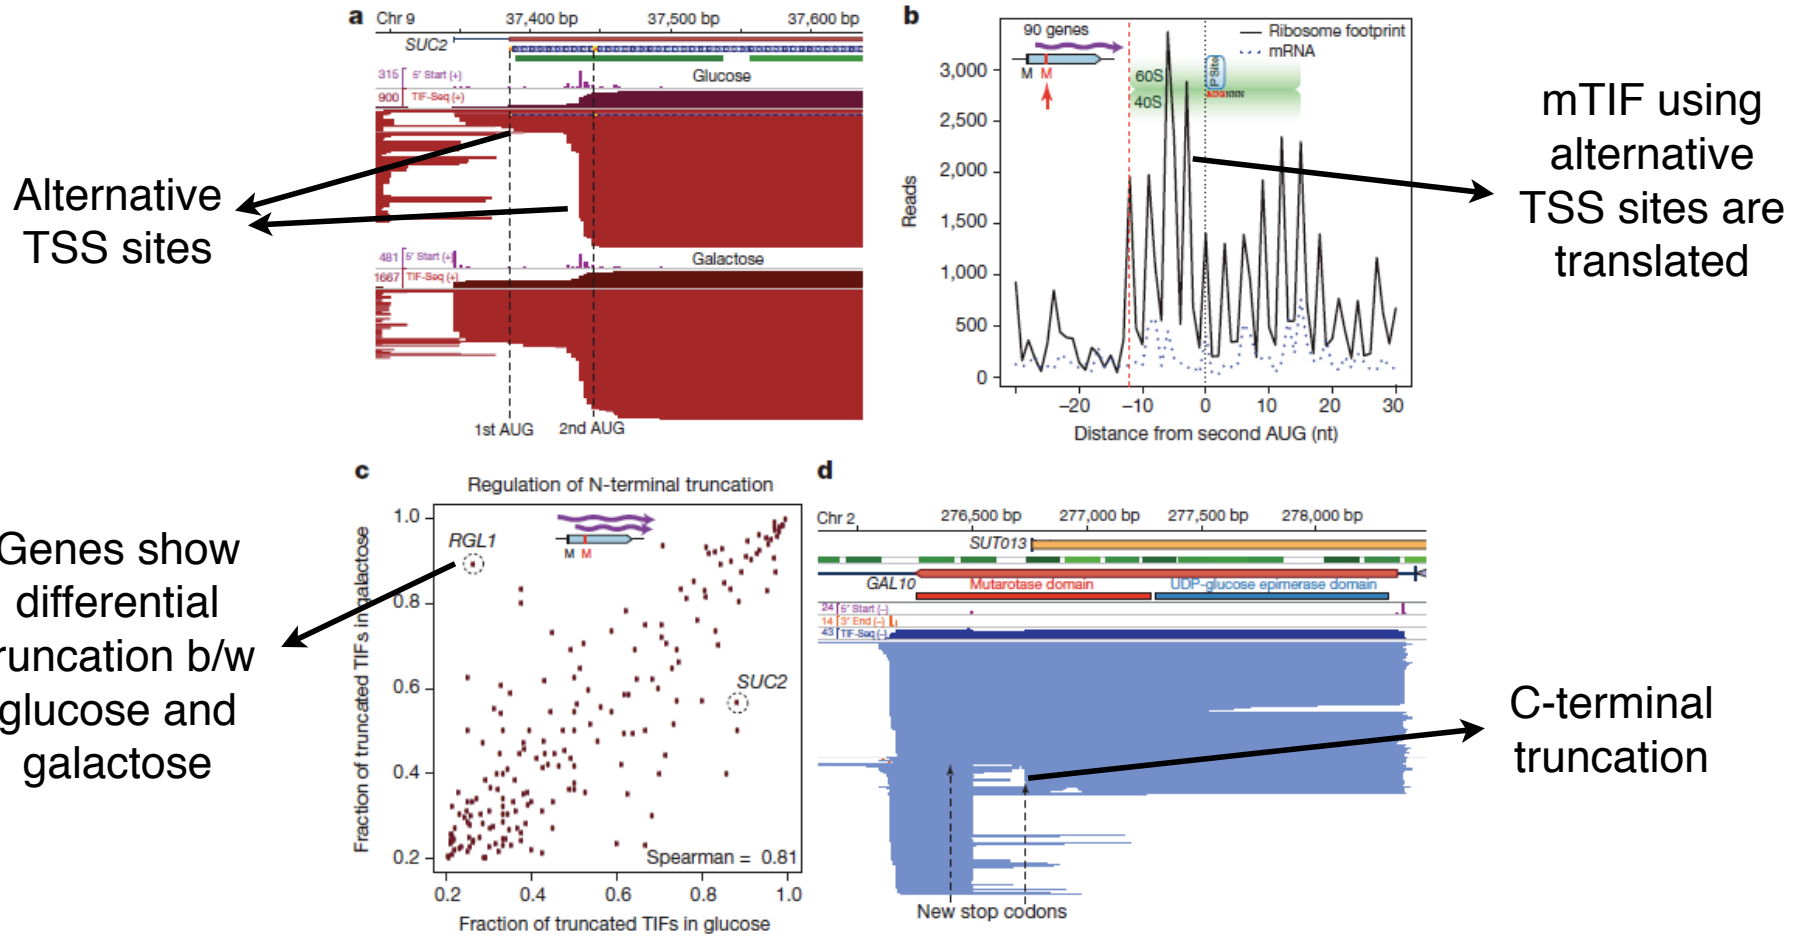 a
Chr 9
37,400 bp
37,500 bp
37,600 bp
SUC2
315
5′ Start (+)
Glucose
900
TIF-Seq (+)
481
5′ Start (+)
Galactose
1667
TIF-Seq (+)
1st AUG
2nd AUG
Alternative
TSS sites
b
90 genes
M M
Ribosome footprint
mRNA
60S
40S
P Site
AUGNNN
3,000
2,500
2,000
1,500
1,000
500
0
Reads
–20
–10
0
10
20
30
Distance from second AUG (nt)
mTIF using
alternative
TSS sites are
translated
c
Regulation of N-terminal truncation
1.0
0.8
0.6
0.4
0.2
Fraction of truncated TIFs in galactose
RGL1
M M
SUC2
Spearman = 0.81
0.2
0.4
0.6
0.8
1.0
Fraction of truncated TIFs in glucose
Genes show
differential
runcation b/w
glucose and
galactose
d
Chr 2
276,500 bp
277,000 bp
277,500 bp
278,000 bp
SUT013
GAL10
Mutarotase domain
UDP-glucose epimerase domain
24
5′ Start (–)
14
3′ End (–)
43
TIF-Seq (–)
New stop codons
C-terminal
truncation